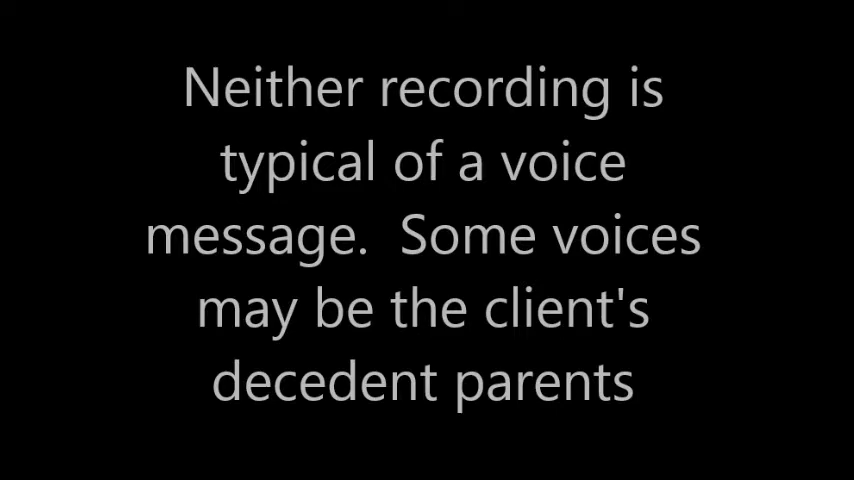 Neither recording is
typical of a voice
message.  Some voices
may be the client's
decedent parents